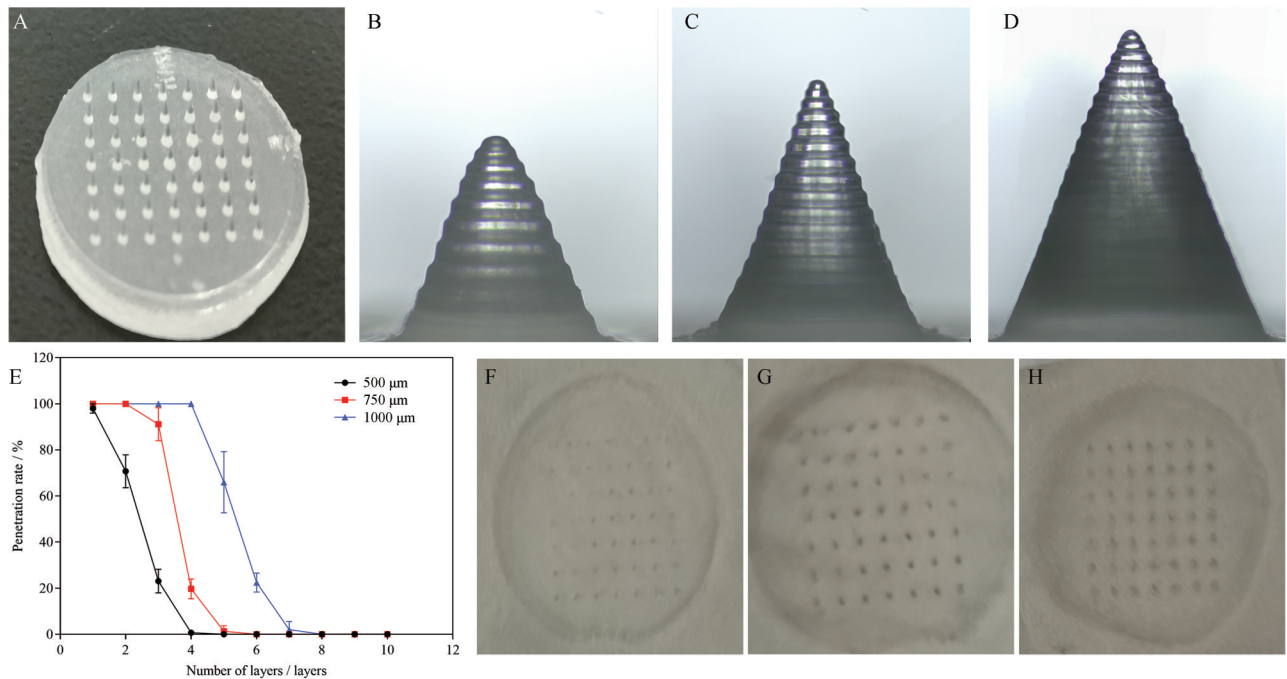 A
B
C
D
E
120
100
80
60
40
20
0
Penetration rate / %
500 μm
750 μm
1000 μm
0
2
4
6
8
10
12
Number of layers / layers
F
G
H